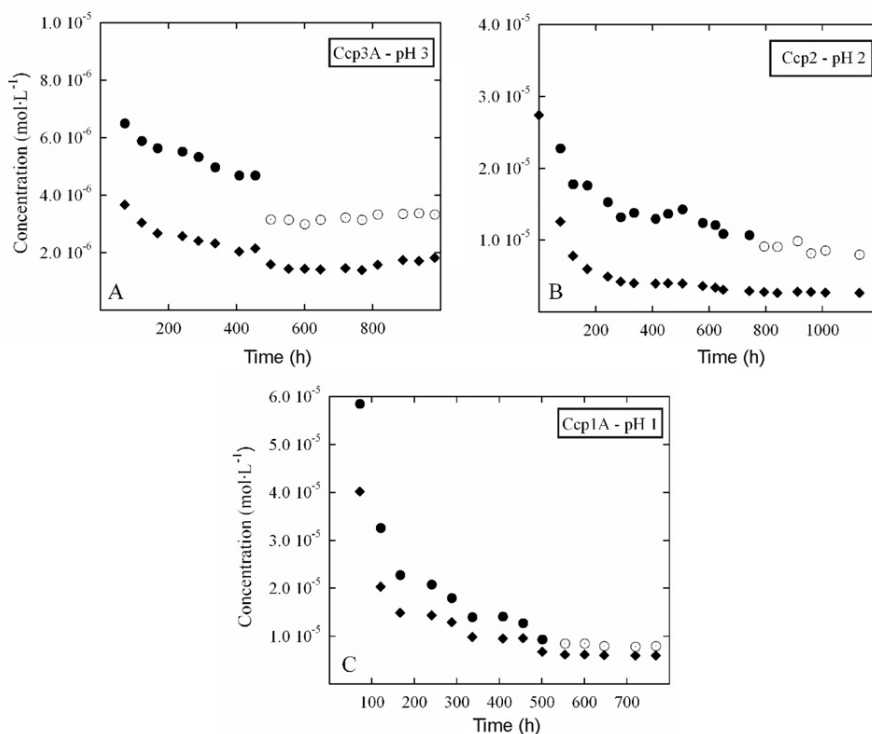 1.0 10⁻⁵
8.0 10⁻⁶
6.0 10⁻⁶
4.0 10⁻⁶
2.0 10⁻⁶
Concentration (mol·L⁻¹)
Ccp3A - pH 3
A
200 400 600 800
Time (h)
4.0 10⁻⁵
3.0 10⁻⁵
2.0 10⁻⁵
1.0 10⁻⁵
Concentration (mol·L⁻¹)
Ccp2 - pH 2
B
200 400 600 800 1000
Time (h)
6.0 10⁻⁵
5.0 10⁻⁵
4.0 10⁻⁵
3.0 10⁻⁵
2.0 10⁻⁵
1.0 10⁻⁵
Concentration (mol·L⁻¹)
Ccp1A - pH 1
C
100 200 300 400 500 600 700
Time (h)